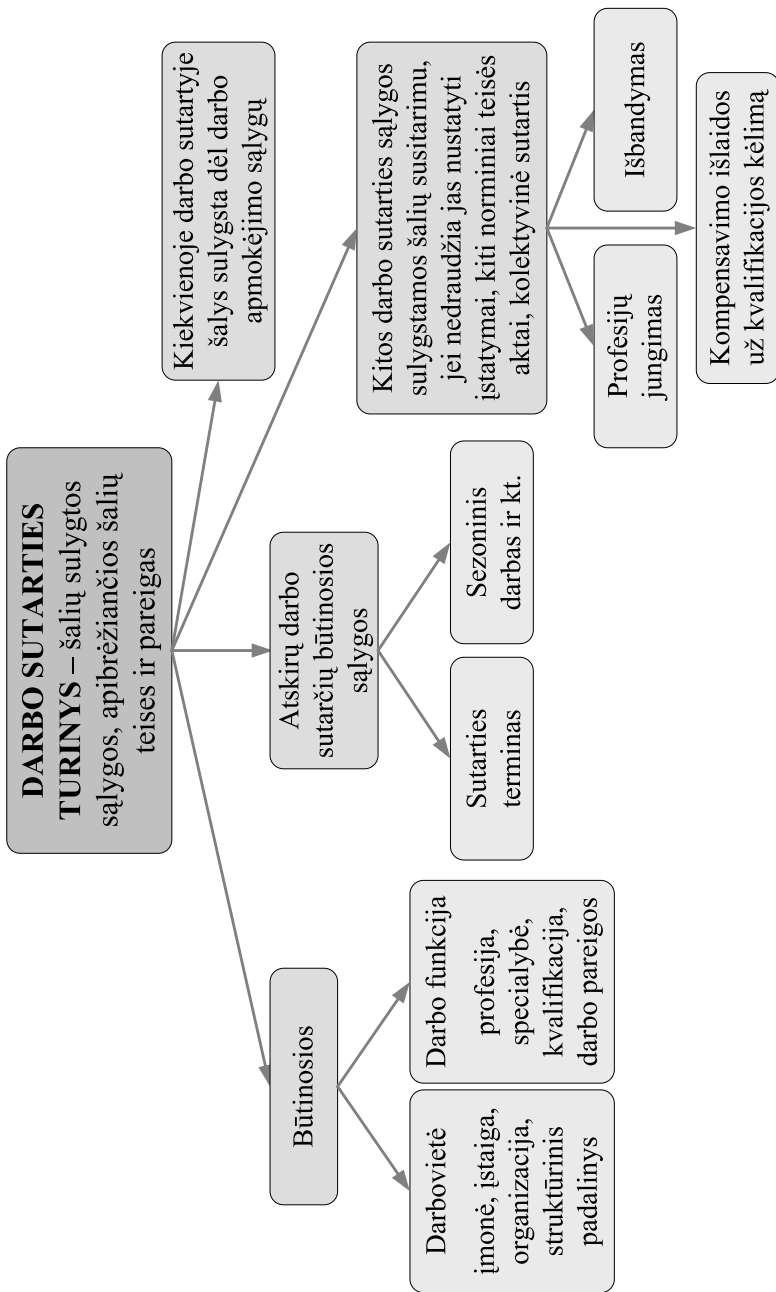 DARBO SUTARTIES
TURINYS – šalių sulygtos
sąlygos, apibrėžiančios šalių
teises ir pareigas
Būtinosios
Darbovietė
įmonė, įstaiga,
organizacija,
struktūrinis
padalinys
Darbo funkcija
profesija,
specialybė,
kvalifikacija,
darbo pareigos
Atskirų darbo
sutarčių būtinosios
sąlygos
Sutarties
terminas
Sezoninis
darbas ir kt.
Kiekvienoje darbo sutartyje
šalys sulygsta dėl darbo
apmokėjimo sąlygų
Kitos darbo sutarties sąlygos
sulygstamos šalių susitarimu,
jei nedraudžia jas nustatyti
įstatymai, kiti norminiai teisės
aktai, kolektyvinė sutartis
Profesijų
jungimas
Išbandymas
Kompensavimo išlaidos
už kvalifikacijos kėlimą